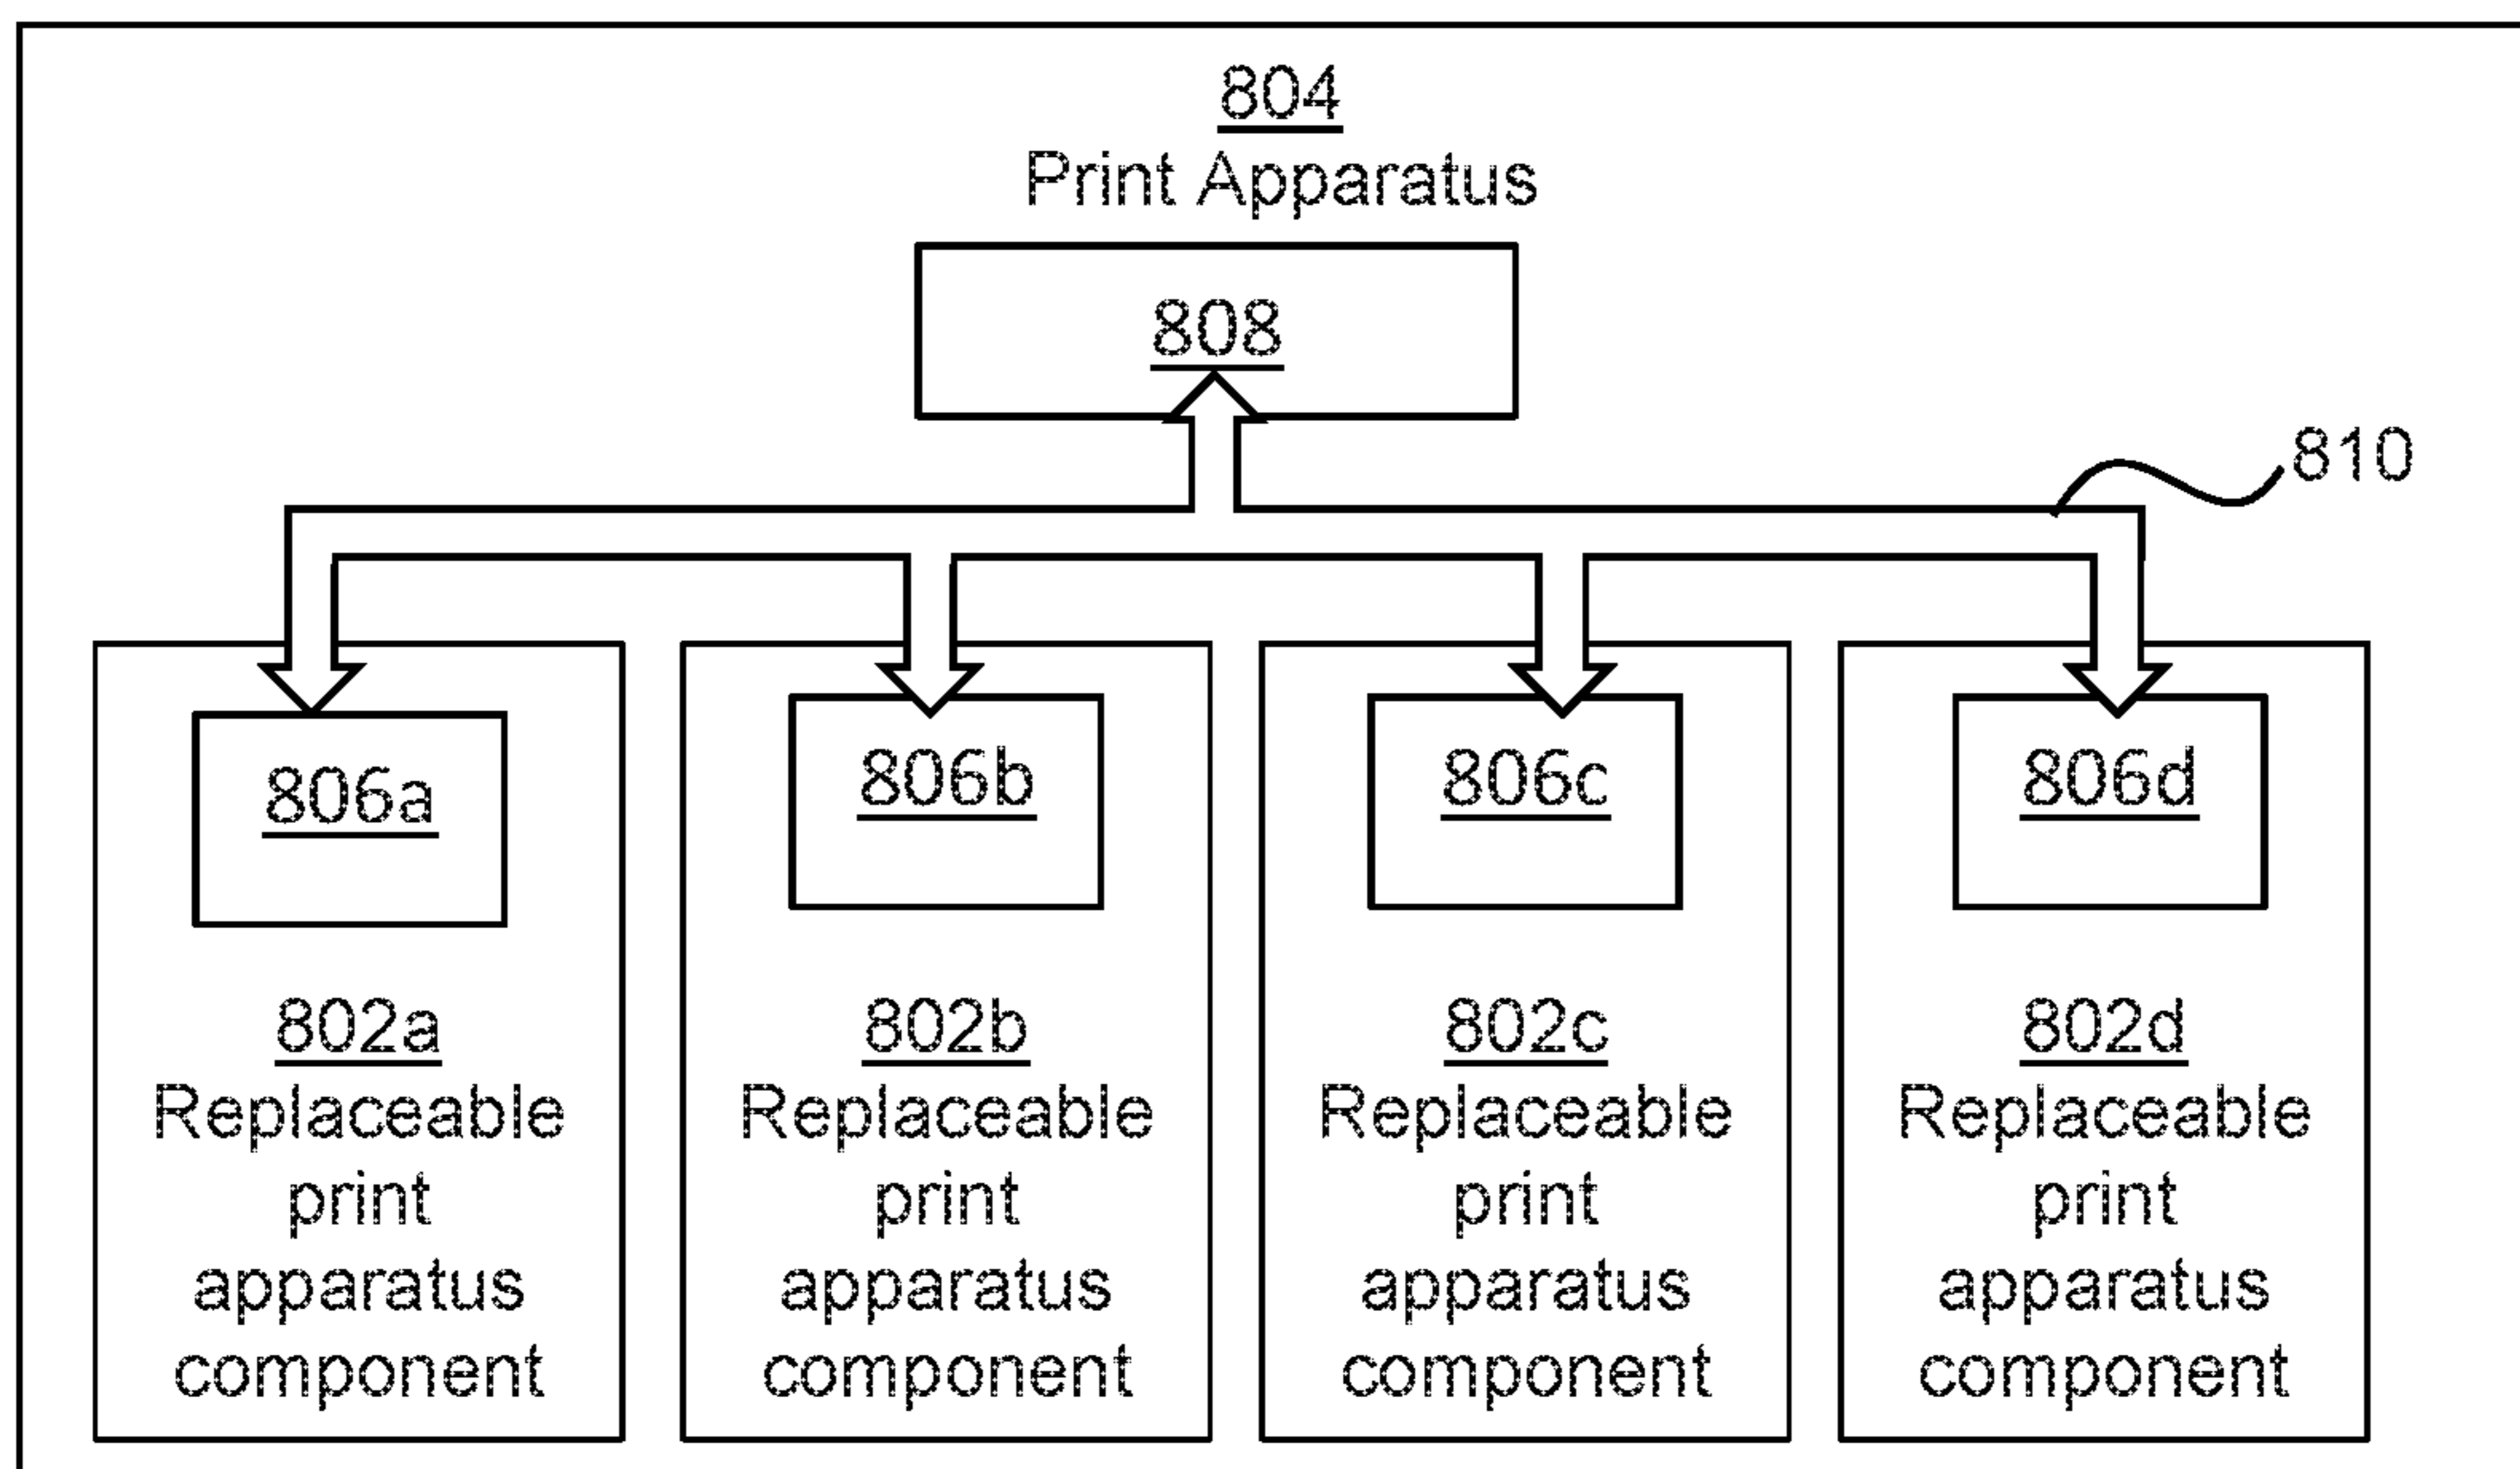 804
Print Apparatus
808
810
806a
806b
806c
806d
802a
Replaceable
print
apparatus
component
802b
Replaceable
print
apparatus
component
802c
Replaceable
print
apparatus
component
802d
Replaceable
print
apparatus
component